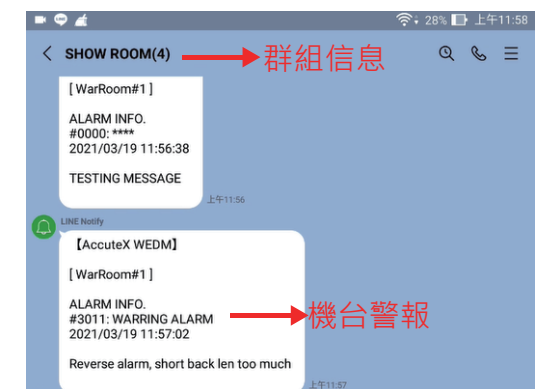 28% 上午11:58
SHOW ROOM(4) 群組信息
[ WarRoom#1 ]
ALARM INFO.
#0000: ****
2021/03/19 11:56:38
TESTING MESSAGE
上午11:56
LINE Notify
【AccuteX WEDM】
[ WarRoom#1 ]
ALARM INFO.
#3011: WARRING ALARM 機台警報
2021/03/19 11:57:02
Reverse alarm, short back len too much
上午11:57